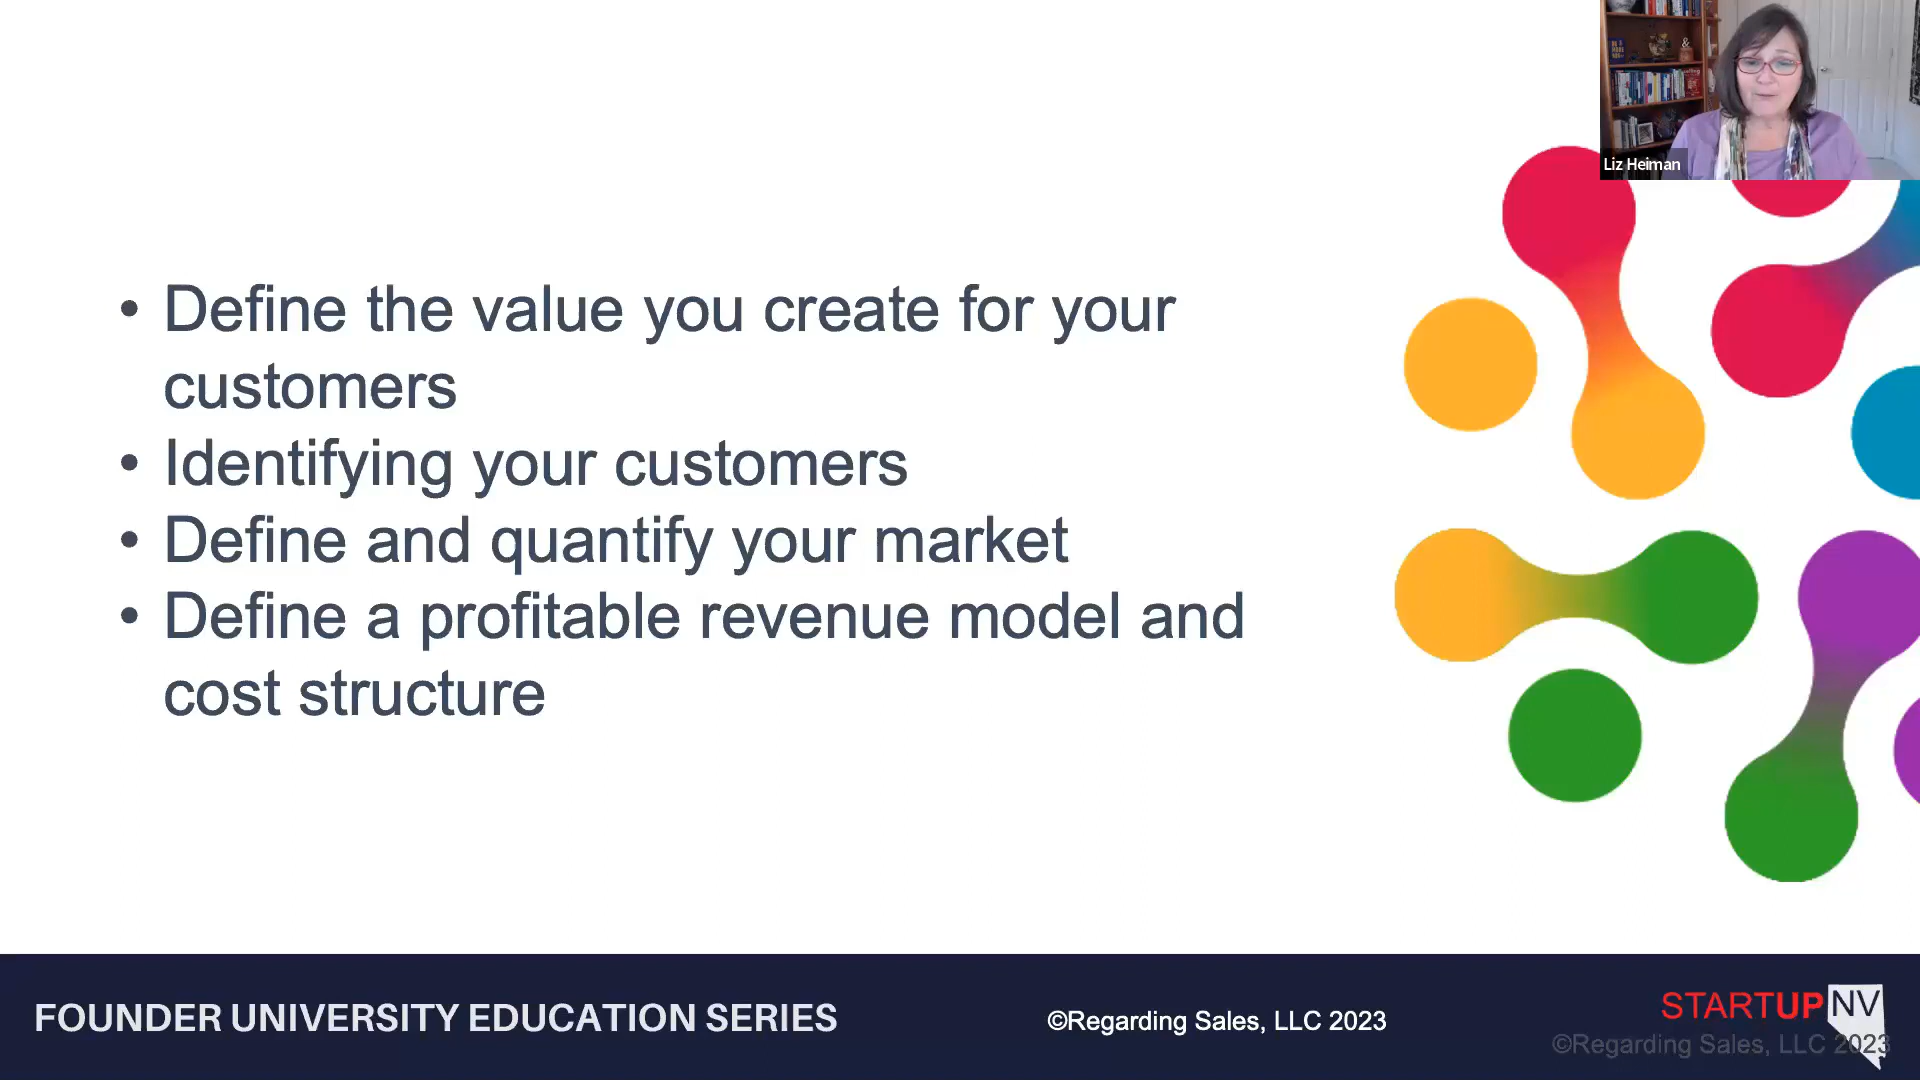 Liz Heiman
• Define the value you create for your
customers
• Identifying your customers
• Define and quantify your market
• Define a profitable revenue model and
cost structure
FOUNDER UNIVERSITY EDUCATION SERIES
©Regarding Sales, LLC 2023
STARTUPNV
©Regarding Sales, LLC 2023